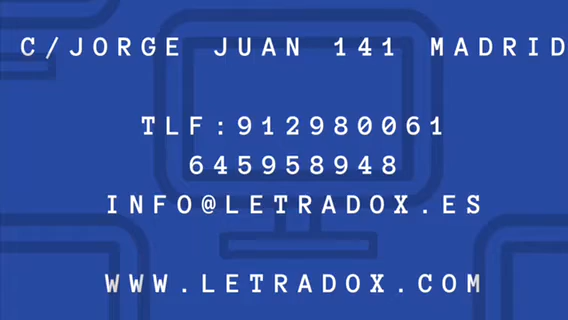 C/JORGE JUAN 141 MADRID
TLF:912980061
645958948
INFO@LETRADOX.ES
WWW.LETRADOX.COM